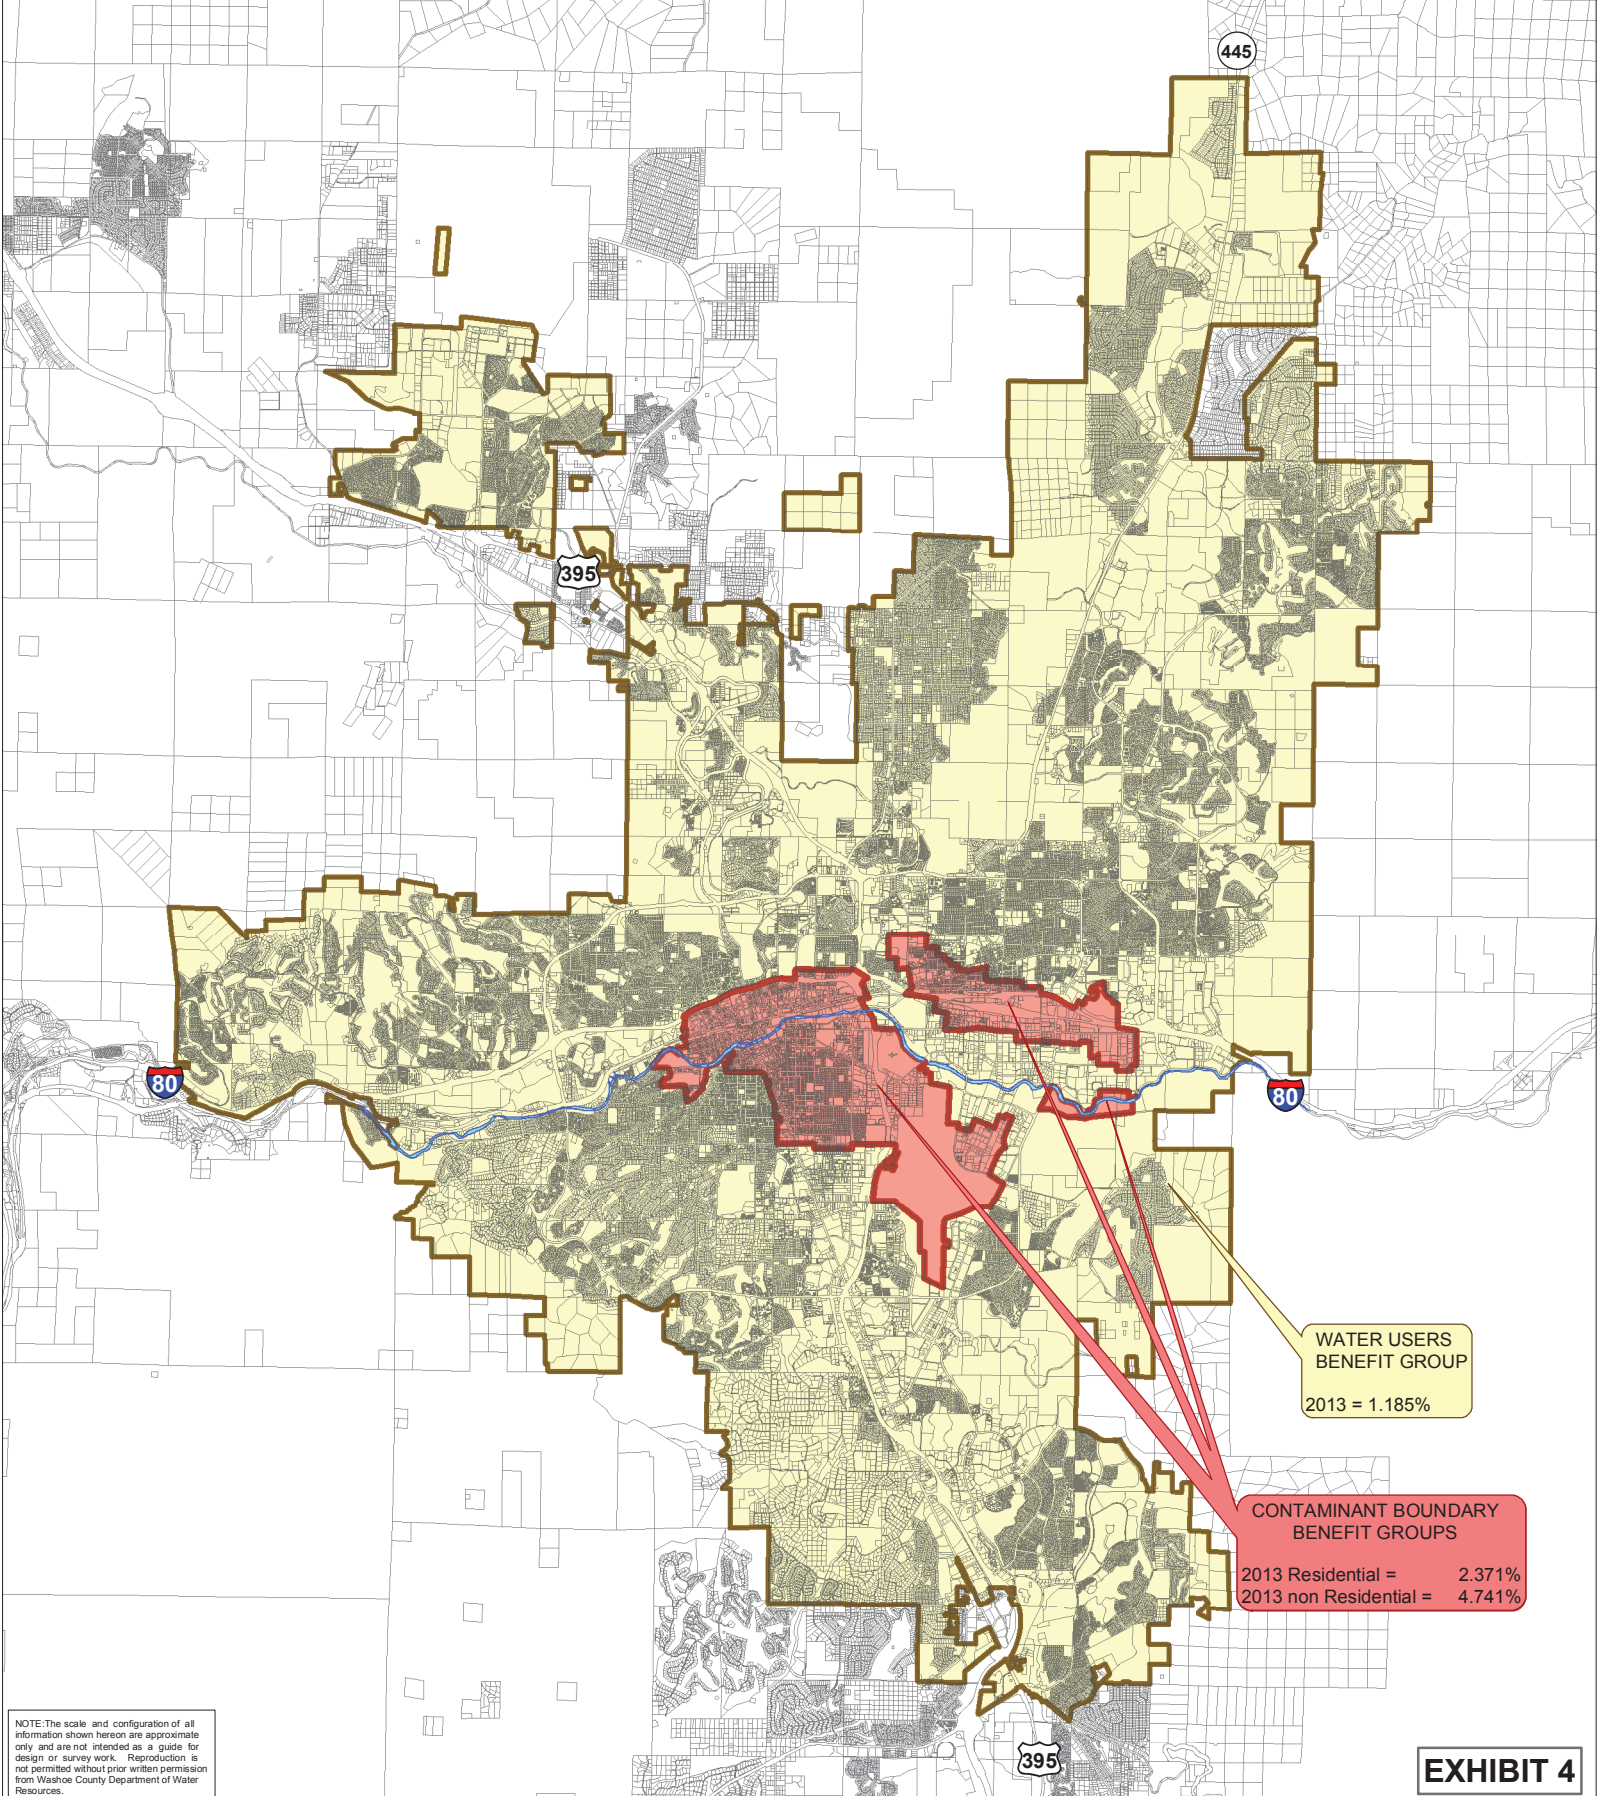 445
395
80
80
WATER USERS
BENEFIT GROUP
2013 = 1.185%
CONTAMINANT BOUNDARY
BENEFIT GROUPS
2013 Residential = 2.371%
2013 non Residential = 4.741%
NOTE:The scale and configuration of all
information shown hereon are approximate
only and are not intended as a guide for
design or survey work. Reproduction is
not permitted without prior written permission
from Washoe County Department of Water
Resources.
395
EXHIBIT 4